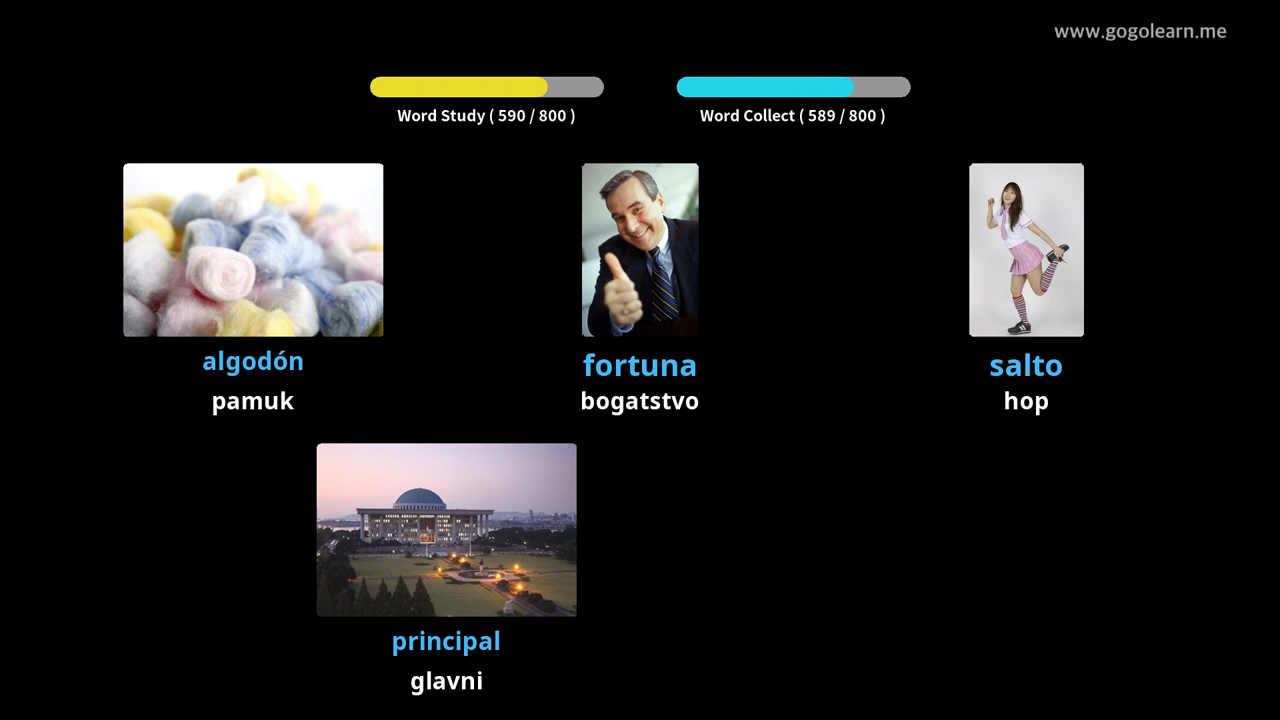 www.gogolearn.me
Word Study ( 590 / 800 )
Word Collect ( 589 / 800 )
algodón
pamuk
fortuna
bogatstvo
salto
hop
principal
glavni